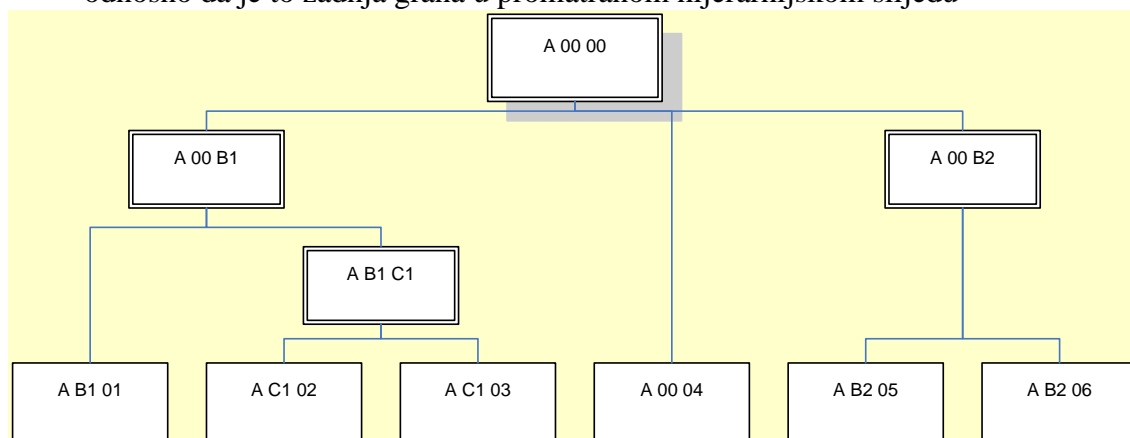 odnosno da je to zadnja grana u promatranom hijerarhijskom slijedu
A 00 00
A 00 B1
A 00 B2
A B1 C1
A B1 01
A C1 02
A C1 03
A 00 04
A B2 05
A B2 06